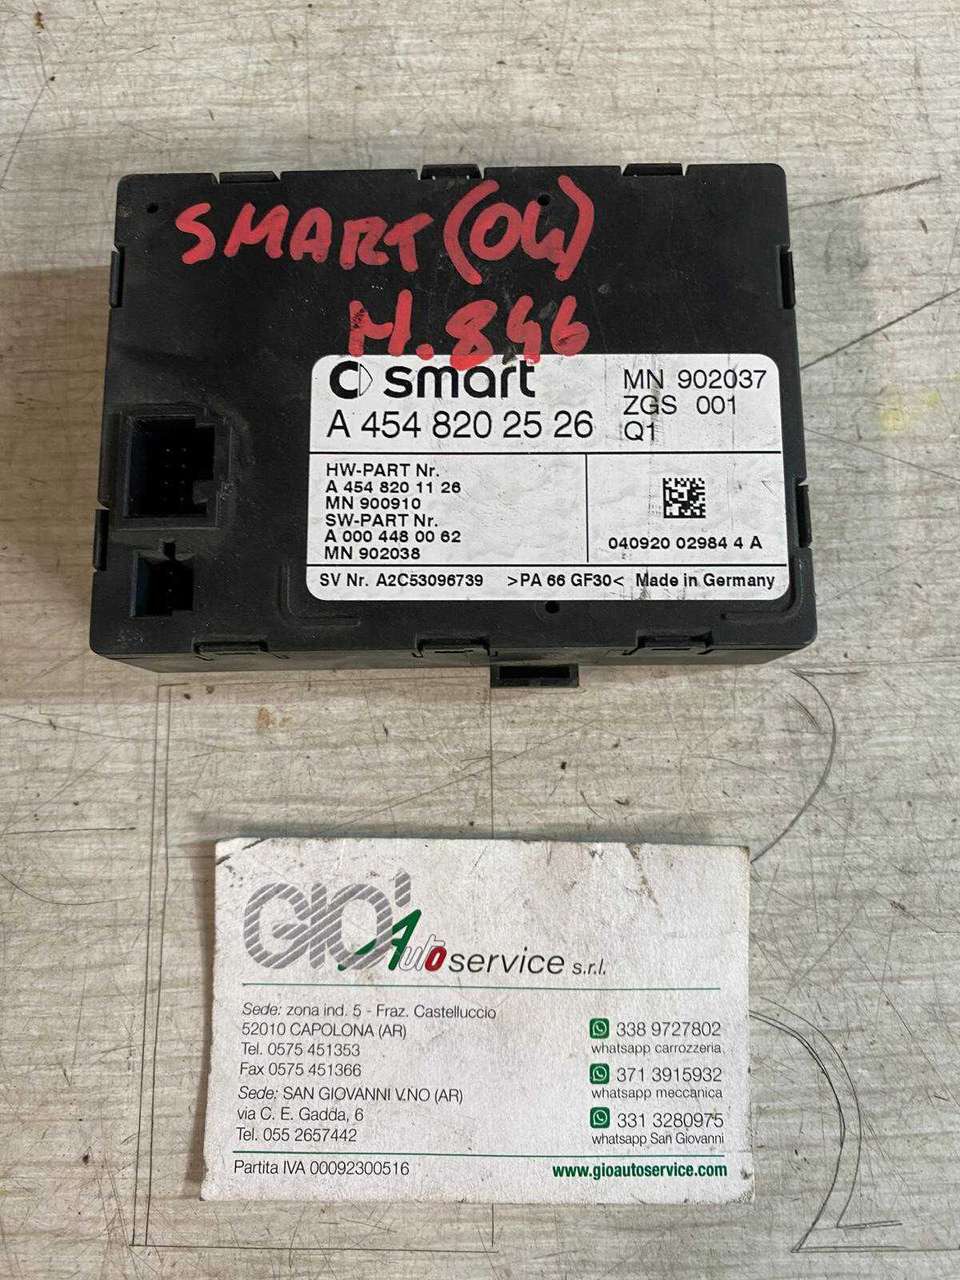 SMART (04)
M.846
smart
A 454 820 25 26
MN 902037
ZGS 001
Q1
HW-PART Nr.
A 454 820 11 26
MN 900910
SW-PART Nr.
A 000 448 00 62
MN 902038
040920 02984 4 A
SV Nr. A2C53096739 >PA 66 GF30< Made in Germany
GIO' Autoservice s.r.l.
Sede: zona ind. 5 - Fraz. Castelluccio
52010 CAPOLONA (AR)
Tel. 0575 451353
Fax 0575 451366
Sede: SAN GIOVANNI V.NO (AR)
via C. E. Gadda, 6
Tel. 055 2657442
Partita IVA 00092300516
338 9727802
whatsapp carrozzeria
371 3915932
whatsapp meccanica
331 3280975
whatsapp San Giovanni
www.gioautoservice.com